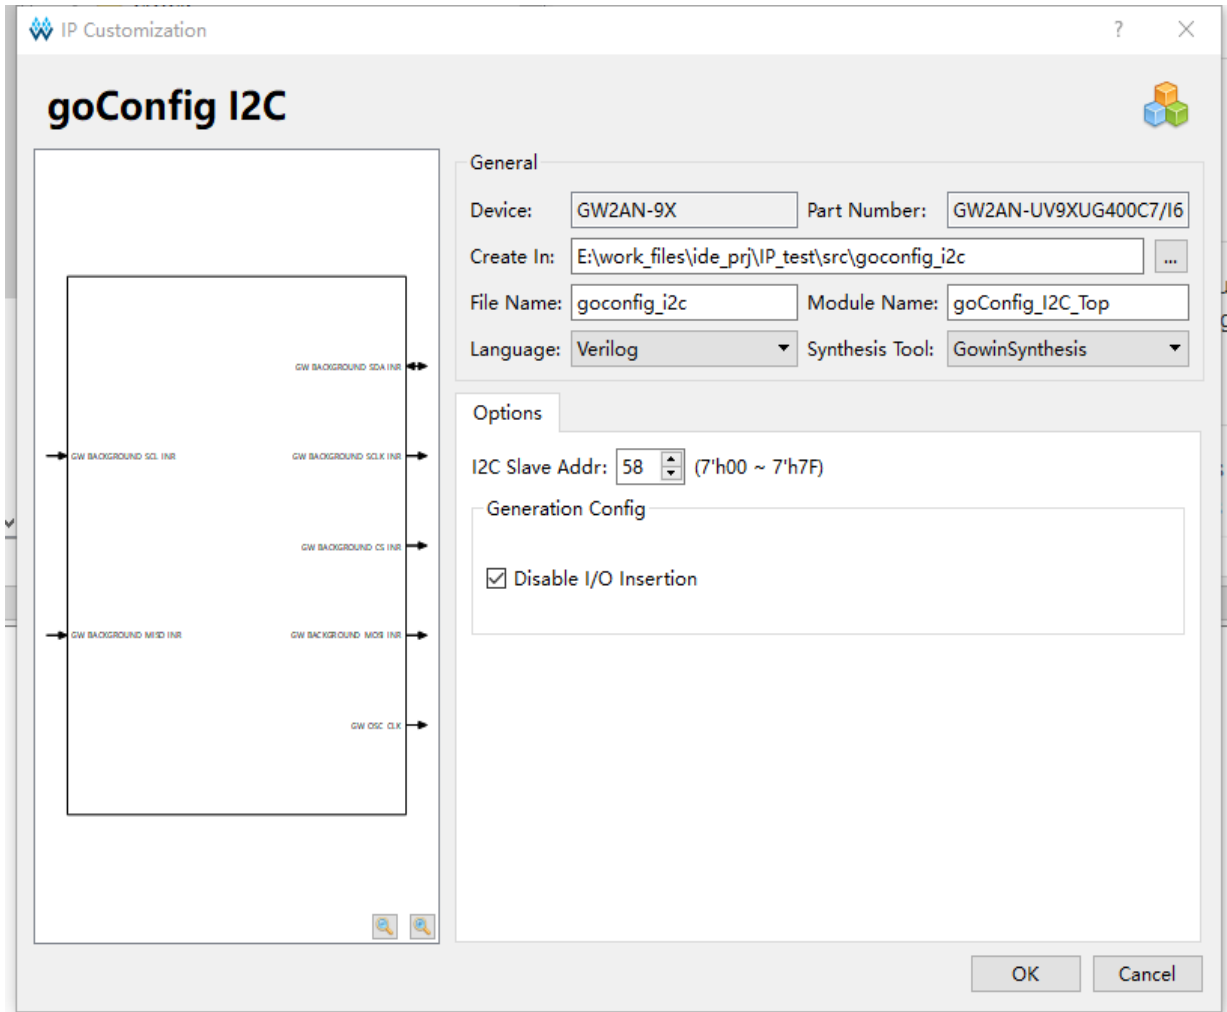 IP Customization
?
goConfig I2C
General
Device: GW2AN-9X Part Number: GW2AN-UV9XUG400C7/I6
Create In: E:\work_files\ide_prj\IP_test\src\goconfig_i2c ...
File Name: goconfig_i2c Module Name: goConfig_I2C_Top
Language: Verilog Synthesis Tool: GowinSynthesis
Options
I2C Slave Addr: 58 (7'h00 ~ 7'h7F)
Generation Config
Disable I/O Insertion
GW BACKGROUND SDA INR
GW BACKGROUND SCL INR GW BACKGROUND SCLK INR
GW BACKGROUND CS INR
GW BACKGROUND MISO INR GW BACKGROUND MOSI INR
GW OSC CLK
OK Cancel